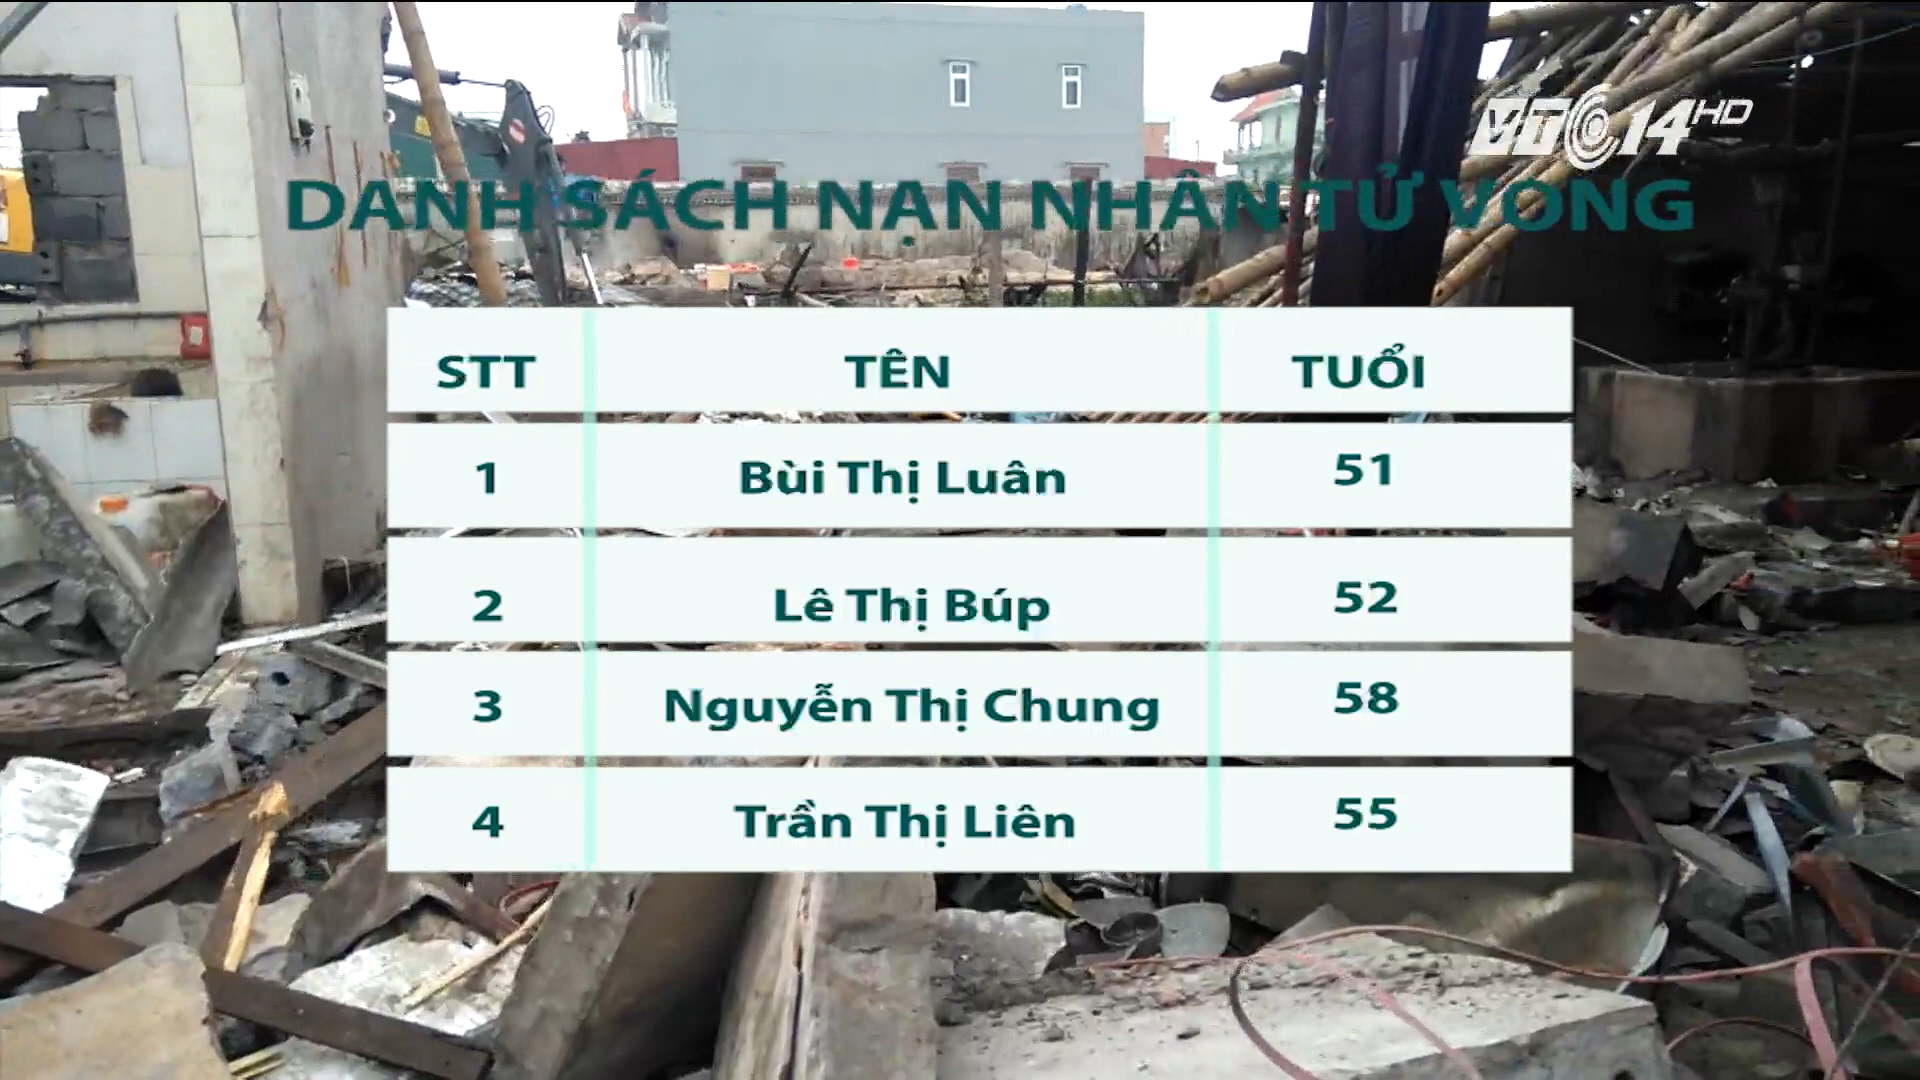 VTC14 HD
DANH SÁCH NẠN NHÂN TỬ VONG
STT TÊN TUỔI
1 Bùi Thị Luân 51
2 Lê Thị Búp 52
3 Nguyễn Thị Chung 58
4 Trần Thị Liên 55